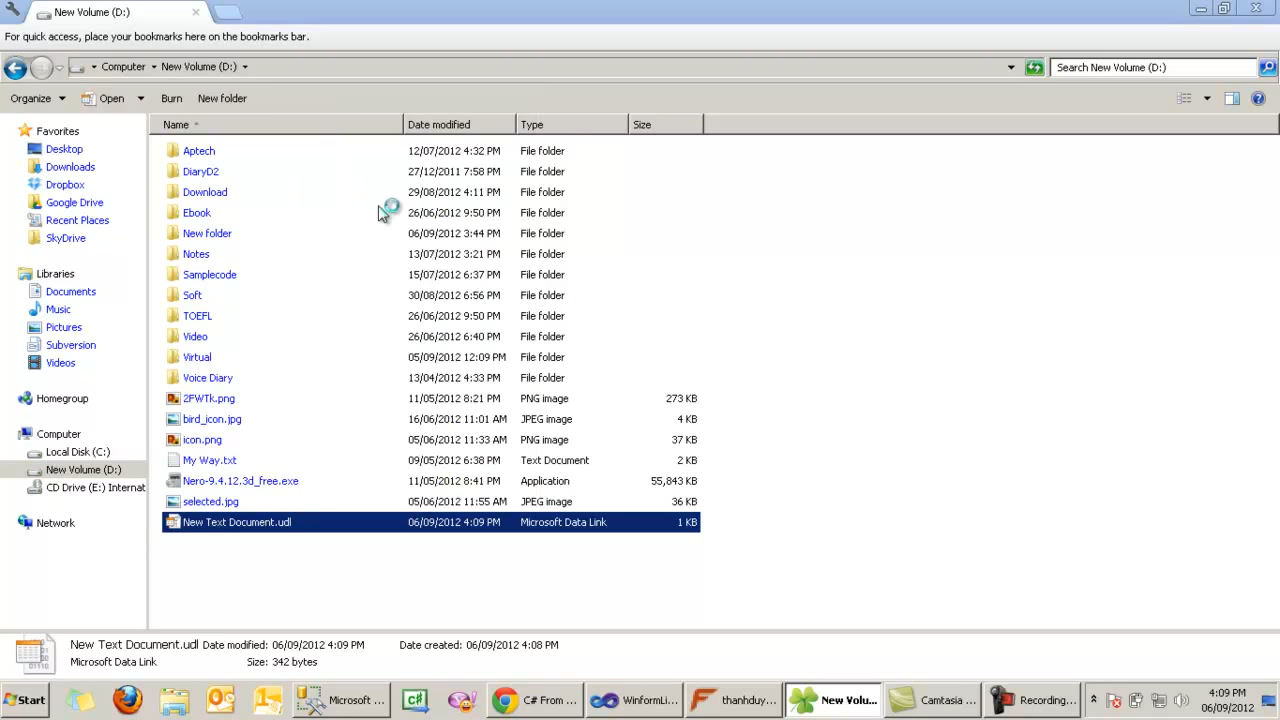 New Volume (D:)
For quick access, place your bookmarks here on the bookmarks bar.
Computer New Volume (D:) Search New Volume (D:)
Organize Open Burn New folder
Name Date modified Type Size
Favorites
Desktop
Downloads
Dropbox
Google Drive
Recent Places
SkyDrive
Libraries
Documents
Music
Pictures
Subversion
Videos
Homegroup
Computer
Local Disk (C:)
New Volume (D:)
CD Drive (E:) Internat
Network
Aptech 12/07/2012 4:32 PM File folder
DiaryD2 27/12/2011 7:58 PM File folder
Download 29/08/2012 4:11 PM File folder
Ebook 26/06/2012 9:50 PM File folder
New folder 06/09/2012 3:44 PM File folder
Notes 13/07/2012 3:21 PM File folder
Samplecode 15/07/2012 6:37 PM File folder
Soft 30/08/2012 6:56 PM File folder
TOEFL 26/06/2012 9:50 PM File folder
Video 26/06/2012 6:40 PM File folder
Virtual 05/09/2012 12:09 PM File folder
Voice Diary 13/04/2012 4:33 PM File folder
2FWTk.png 11/05/2012 8:21 PM PNG image 273 KB
bird_icon.jpg 16/06/2012 11:01 AM JPEG image 4 KB
icon.png 05/06/2012 11:33 AM PNG image 37 KB
My Way.txt 09/05/2012 6:38 PM Text Document 2 KB
Nero-9.4.12.3d_free.exe 11/05/2012 8:41 PM Application 55,843 KB
selected.jpg 05/06/2012 11:55 AM JPEG image 36 KB
New Text Document.udl 06/09/2012 4:09 PM Microsoft Data Link 1 KB
New Text Document.udl Date modified: 06/09/2012 4:09 PM Date created: 06/09/2012 4:08 PM
Microsoft Data Link Size: 342 bytes
Start Microsoft ... C# From ... WinformLi... thanhduy... New Volu... Camtasia ... Recording... 4:09 PM
06/09/2012